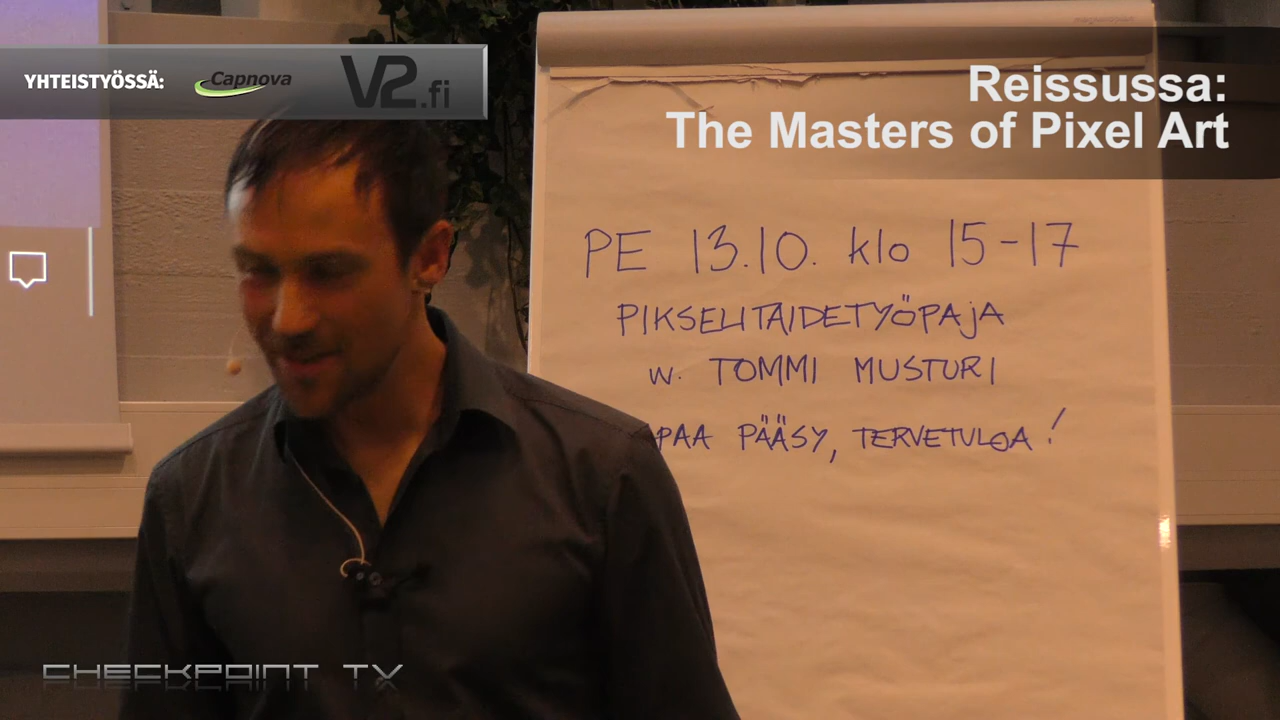 YHTEISTYÖSSÄ: Capnova V2.fi
Reissussa:
The Masters of Pixel Art
PE 13.10. klo 15-17
PIKSELITAIDETYÖPAJA
w. TOMMI MUSTURI
PÄÄSY, TERVETULOA!
CHECKPOINT TV